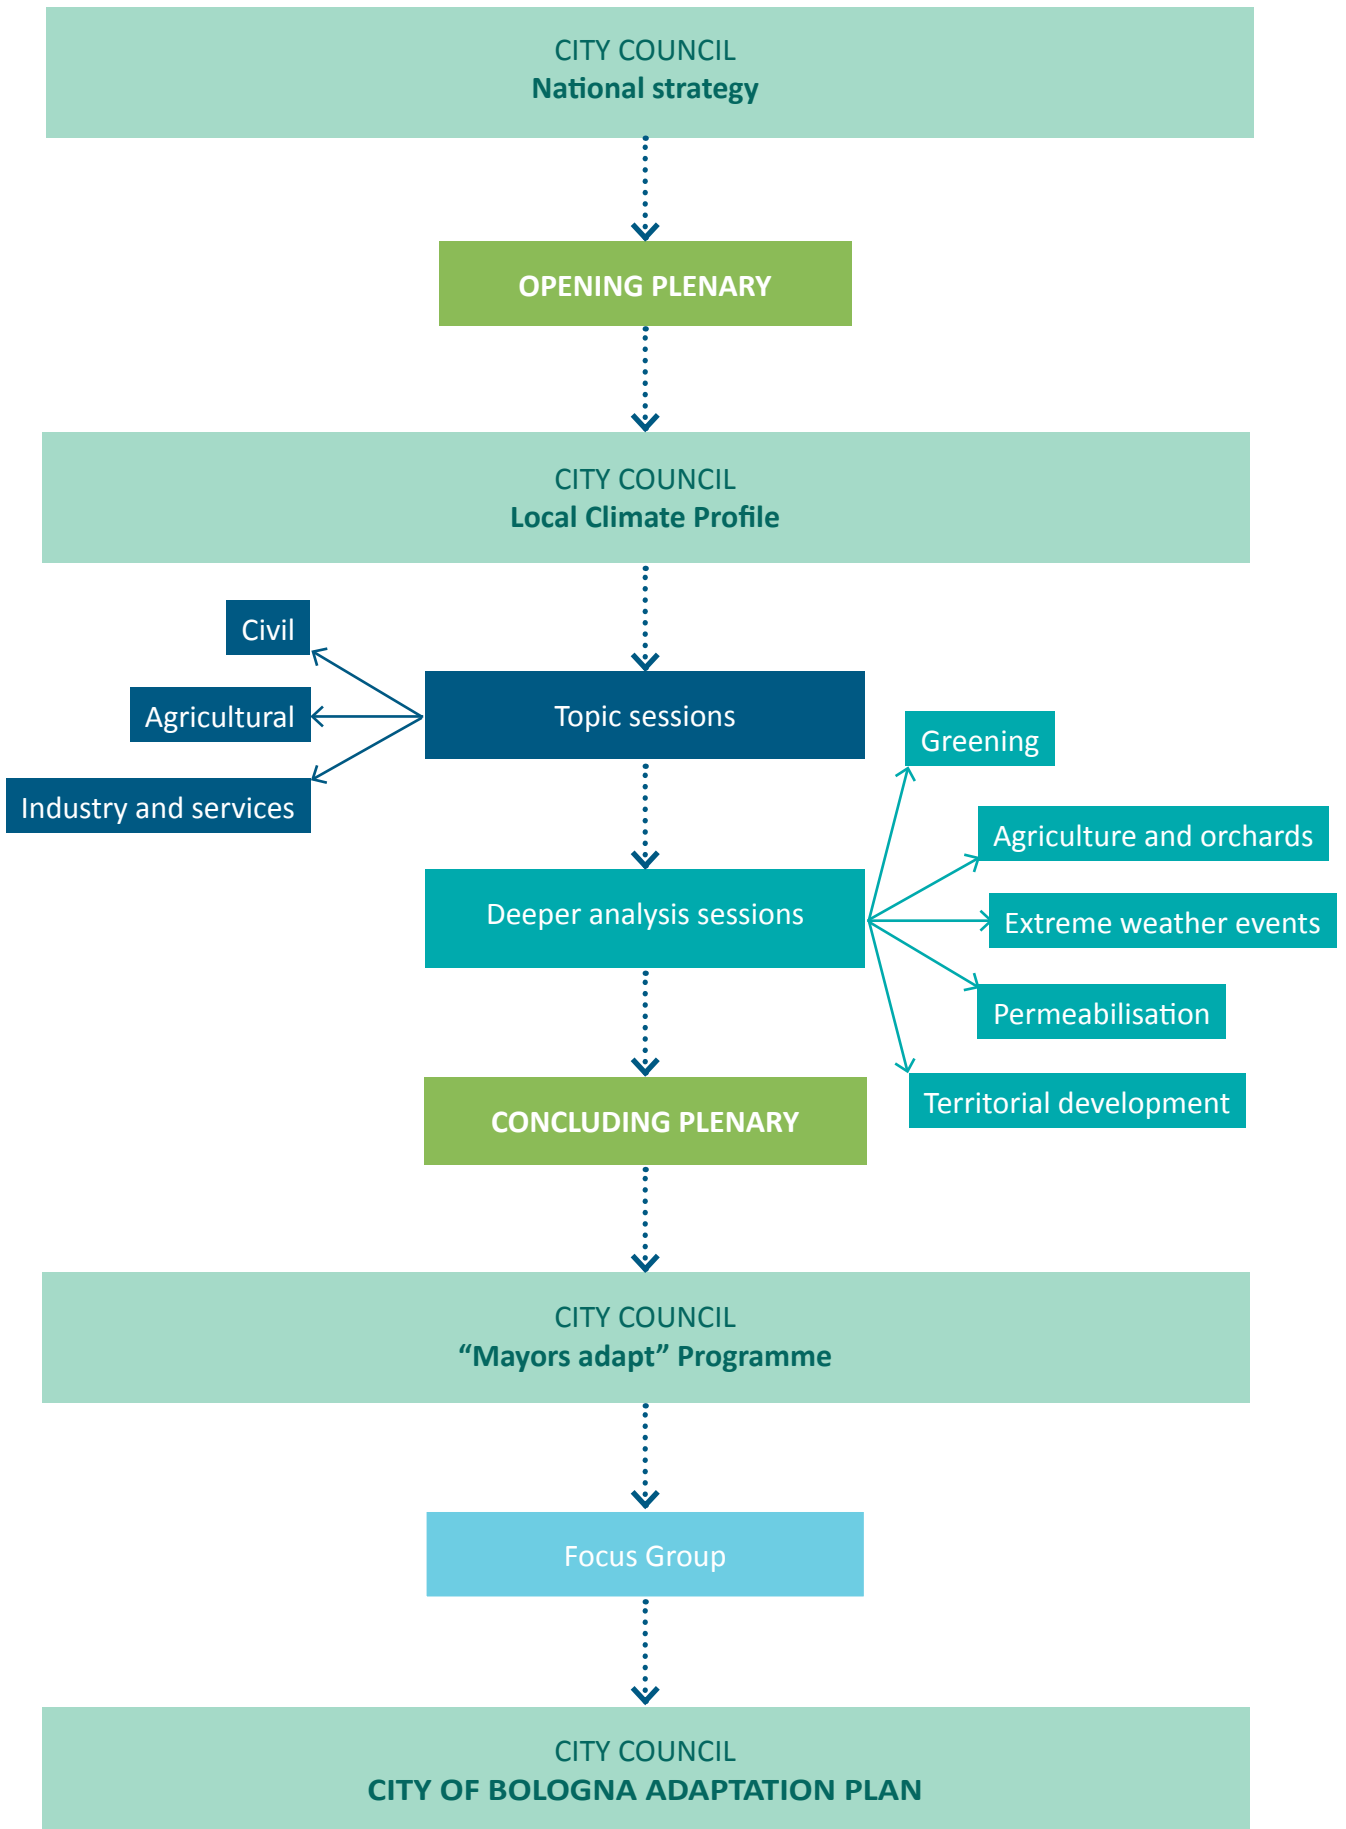 CITY COUNCIL
National strategy
OPENING PLENARY
CITY COUNCIL
Local Climate Profile
Civil
Agricultural
Industry and services
Topic sessions
Greening
Agriculture and orchards
Extreme weather events
Permeabilisation
Territorial development
Deeper analysis sessions
CONCLUDING PLENARY
CITY COUNCIL
“Mayors adapt” Programme
Focus Group
CITY COUNCIL
CITY OF BOLOGNA ADAPTATION PLAN